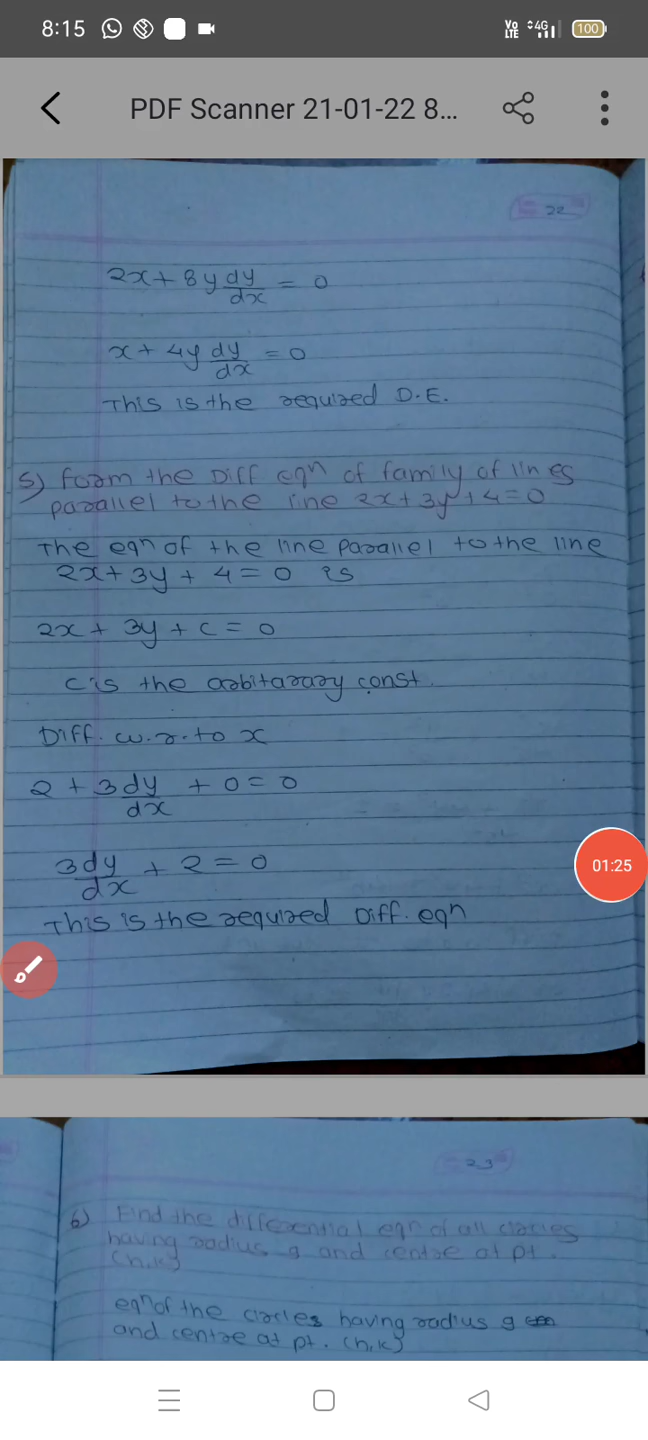 8:15
Vo LTE 4G 100
PDF Scanner 21-01-22 8...
22
2x + 8y dy/dx = 0
x + 4y dy/dx = 0
This is the required D.E.
5) Form the Diff eqn of family of lines
parallel to the line 2x + 3y + 4 = 0
The eqn of the line parallel to the line
2x + 3y + 4 = 0 is
2x + 3y + c = 0
c is the arbitarary const.
Diff. w.r.to x
2 + 3 dy/dx + 0 = 0
01:25
3 dy/dx + 2 = 0
This is the required Diff. eqn
23
6) Find the differential eqn of all circles
having radius 9 and centre at pt.
(h,k)
eqn of the circles having radius 9
and centre at pt. (h,k)